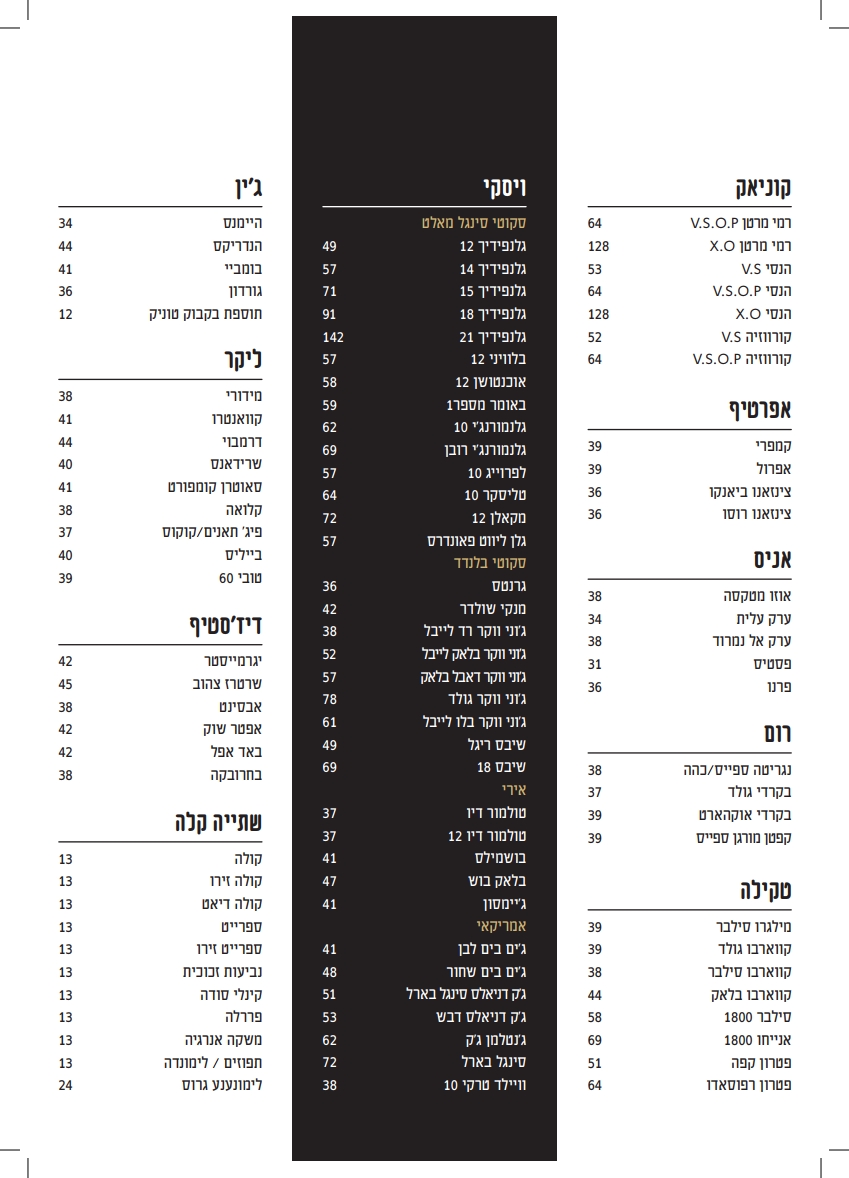 קוניאק
רמי מרטן V.S.O.P 64
רמי מרטן X.O 128
הנסי V.S 53
הנסי V.S.O.P 64
הנסי X.O 128
קורווזיה V.S 52
קורווזיה V.S.O.P 64
אפרטיף
קמפרי 39
אפרול 39
צינזאנו ביאנקו 36
צינזאנו רוסו 36
אניס
אוזו מטקסה 38
ערק עלית 34
ערק אל נמרוד 38
פסטיס 31
פרנו 36
רום
נגריטה ספייס/כהה 38
בקרדי גולד 37
בקרדי אוקהארט 39
קפטן מורגן ספייס 39
טקילה
מילגרו סילבר 39
קווארבו גולד 39
קווארבו סילבר 38
קווארבו בלאק 44
סילבר 1800 58
אנייחו 1800 69
פטרון קפה 51
פטרון רפוסאדו 64
ויסקי
סקוטי סינגל מאלט
גלנפידיך 12 49
גלנפידיך 14 57
גלנפידיך 15 71
גלנפידיך 18 91
גלנפידיך 21 142
בלוויני 12 57
אוכנטושן 12 58
באומר מספר1 59
גלנמורנג'י 10 62
גלנמורנג'י רובן 69
לפרוייג 10 57
טליסקר 10 64
מקאלן 12 72
גלן ליווט פאונדרס 57
סקוטי בלנדד
גרנטס 36
מנקי שולדר 42
ג'וני ווקר רד לייבל 38
ג'וני ווקר בלאק לייבל 52
ג'וני ווקר דאבל בלאק 57
ג'וני ווקר גולד 78
ג'וני ווקר בלו לייבל 61
שיבס ריגל 49
שיבס 18 69
אירי
טולמור דיו 37
טולמור דיו 12 37
בושמילס 41
בלאק בוש 47
ג'יימסון 41
אמריקאי
ג'ים בים לבן 41
ג'ים בים שחור 48
ג'ק דניאלס סינגל בארל 51
ג'ק דניאלס דבש 53
ג'נטלמן ג'ק 62
סינגל בארל 72
וויילד טרקי 10 38
ג'ין
היימנס 34
הנדריקס 44
בומביי 41
גורדון 36
תוספת בקבוק טוניק 12
ליקר
מידורי 38
קוואנטרו 41
דרמבוי 44
שרידאנס 40
סאוטרן קומפורט 41
קלואה 38
פיג' תאנים/קוקוס 37
בייליס 40
טובי 60 39
דיז'סטיף
יגרמייסטר 42
שרטרז צהוב 45
אבסינט 38
אפטר שוק 42
באד אפל 42
בחרובקה 38
שתייה קלה
קולה 13
קולה זירו 13
קולה דיאט 13
ספרייט 13
ספרייט זירו 13
נביעות זכוכית 13
קינלי סודה 13
פררלה 13
משקה אנרגיה 13
תפוזים / לימונדה 13
לימונענע גרוס 24